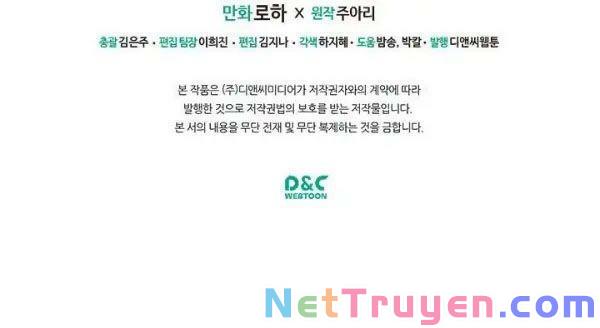 만화 로하 × 원작 주아리
총괄 김은주 · 편집 팀장 이희진 · 편집 김지나 · 각색 하지혜 · 도움 밤송, 박칼 · 발행 디앤씨웹툰
본 작품은 (주)디앤씨미디어가 저작권자와의 계약에 따라
발행한 것으로 저작권법의 보호를 받는 저작물입니다.
본 서의 내용을 무단 전재 및 무단 복제하는 것을 금합니다.
D&C
WEBTOON
NetTruyen.com